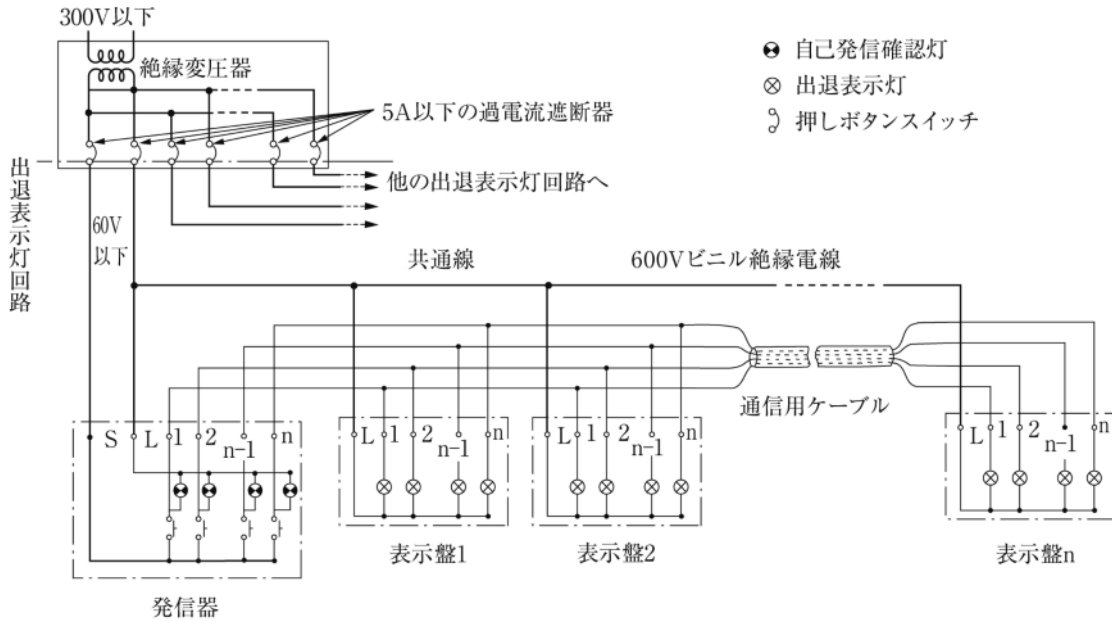 300V以下
絶縁変圧器
5A以下の過電流遮断器
自己発信確認灯
出退表示灯
押しボタンスイッチ
他の出退表示灯回路へ
出退表示灯回路
60V
以下
共通線
600Vビニル絶縁電線
通信用ケーブル
S L 1 2 n-1 n
発信器
L 1 2 n-1 n
表示盤1
L 1 2 n-1 n
表示盤2
L 1 2 n-1 n
表示盤n